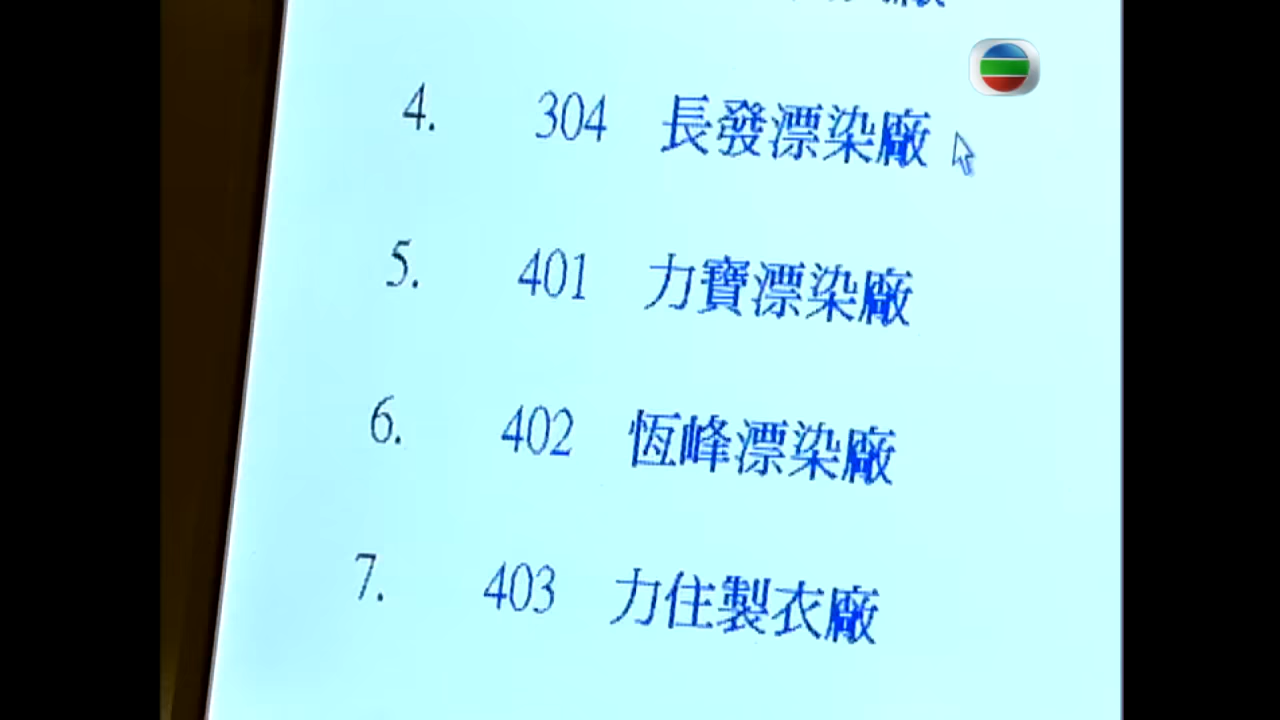 4. 304 長發漂染廠
5. 401 力寶漂染廠
6. 402 恆峰漂染廠
7. 403 力住製衣廠